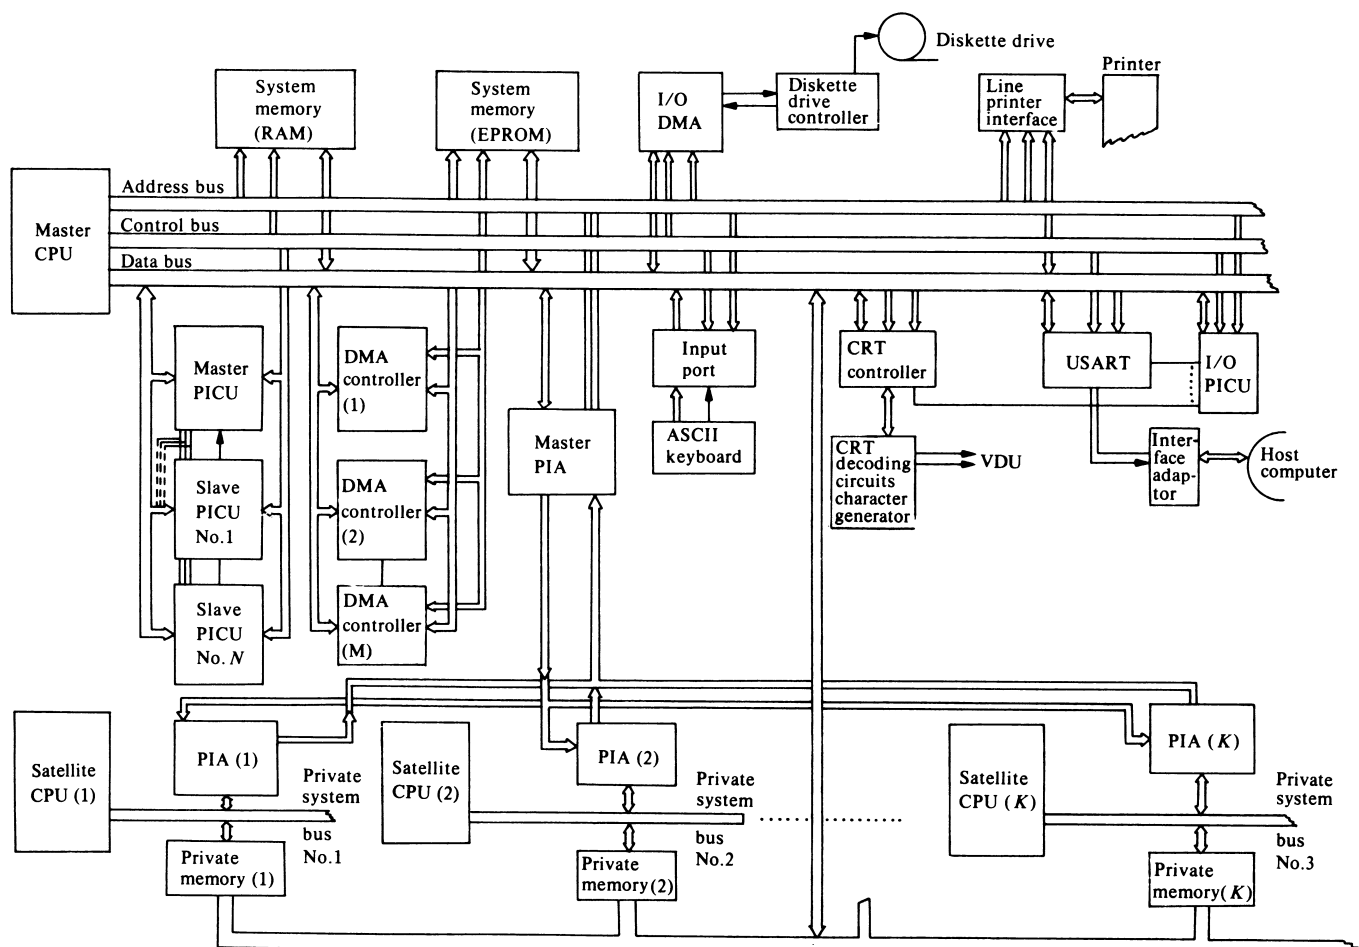 Diskette drive
Printer
System
memory
(RAM)
System
memory
(EPROM)
I/O
DMA
Diskette
drive
controller
Line
printer
interface
Master
CPU
Address bus
Control bus
Data bus
Master
PICU
DMA
controller
(1)
Input
port
CRT
controller
USART
I/O
PICU
Master
PIA
ASCII
keyboard
CRT
decoding
circuits
character
generator
VDU
Inter-
face
adap-
tor
Host
computer
Slave
PICU
No.1
DMA
controller
(2)
Slave
PICU
No. N
DMA
controller
(M)
Satellite
CPU (1)
PIA (1)
Private
system
bus
No.1
Satellite
CPU (2)
PIA (2)
Private
system
bus
No.2
Satellite
CPU (K)
PIA (K)
Private
system
bus
No.3
Private
memory (1)
Private
memory (2)
Private
memory (K)